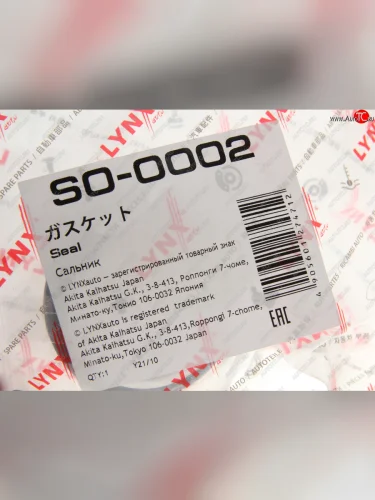 SO-0002
ガスケット
Seal
Сальник
© LYNXauto – зарегистрированный товарный знак
Akita Kaihatsu Japan
Akita Kaihatsu G.K., 3-8-413, Роппонги 7-чоме,
Минато-ку,Токио 106-0032 Япония
© LYNXauto is registered trademark
of Akita Kaihatsu Japan
Akita Kaihatsu G.K., 3-8-413,Roppongi 7-chome,
Minato-ku,Tokyo 106-0032 Japan
QTY:1 Y21/10
EAC
LYNX